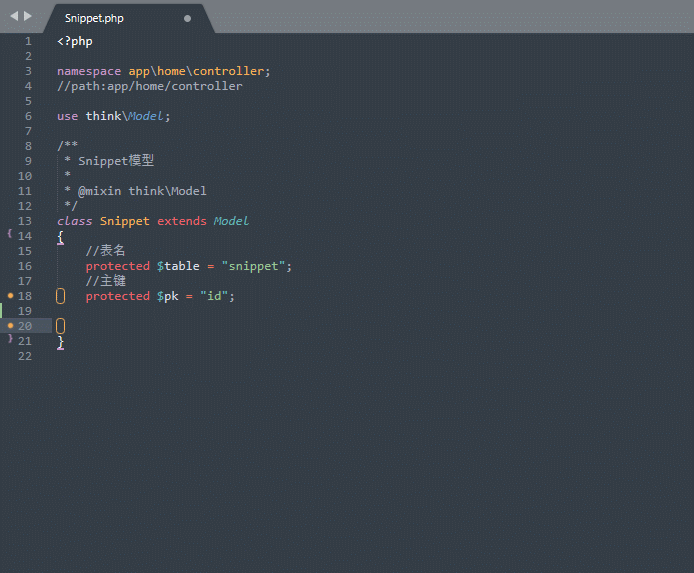 Snippet.php
1 <?php
2
3 namespace app\home\controller;
4 //path:app/home/controller
5
6 use think\Model;
7
8 /**
9  * Snippet模型
10  *
11  * @mixin think\Model
12  */
13 class Snippet extends Model
14 {
15     //表名
16     protected $table = "snippet";
17     //主键
18     protected $pk = "id";
19
20
21 }
22